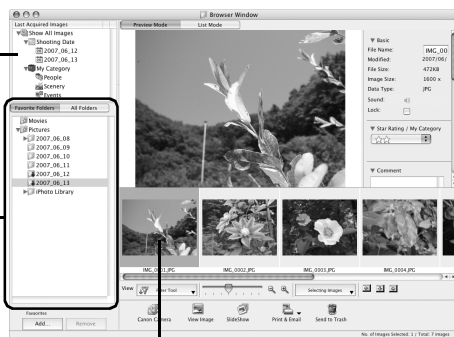 Browser Window
Last Acquired Images
Show All Images
Shooting Date
2007_06_12
2007_06_13
My Category
People
Scenery
Events
Favorite Folders
All Folders
Movies
Pictures
2007_06_08
2007_06_09
2007_06_10
2007_06_11
2007_06_12
2007_06_13
iPhoto Library
Favorites
Add...
Remove
Preview Mode
List Mode
Basic
File Name: IMG_00
Modified: 2007/06/
File Size: 472KB
Image Size: 1600 x
Data Type: JPG
Sound:
Lock:
Star Rating / My Category
Comment
IMG_0001.JPG
IMG_0002.JPG
IMG_0003.JPG
IMG_0004.JPG
View
Filter Tool
Selecting Images
Canon Camera
View Image
SlideShow
Print & Email
Send to Trash
No. of Images Selected: 1 / Total: 7 Images